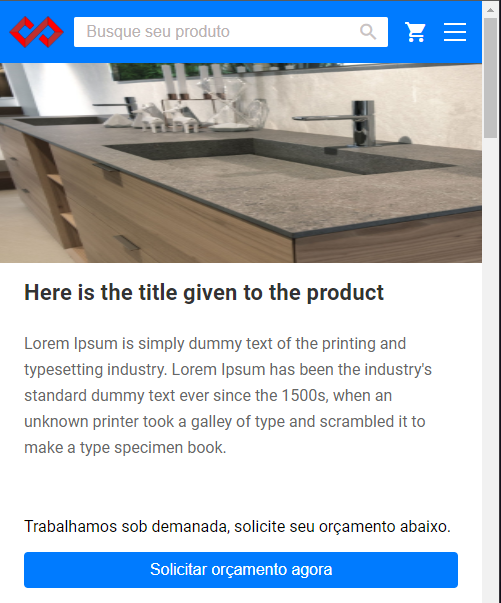 Busque seu produto
Here is the title given to the product
Lorem Ipsum is simply dummy text of the printing and
typesetting industry. Lorem Ipsum has been the industry's
standard dummy text ever since the 1500s, when an
unknown printer took a galley of type and scrambled it to
make a type specimen book.
Trabalhamos sob demanada, solicite seu orçamento abaixo.
Solicitar orçamento agora